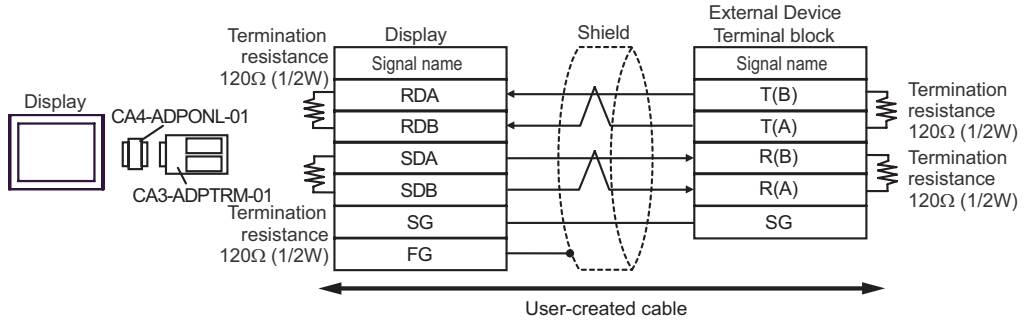 Display
CA4-ADPONL-01
CA3-ADPTRM-01
Termination
resistance
120Ω (1/2W)
Termination
resistance
120Ω (1/2W)
Display
Signal name
RDA
RDB
SDA
SDB
SG
FG
Shield
External Device
Terminal block
Signal name
T(B)
T(A)
R(B)
R(A)
SG
Termination
resistance
120Ω (1/2W)
Termination
resistance
120Ω (1/2W)
User-created cable